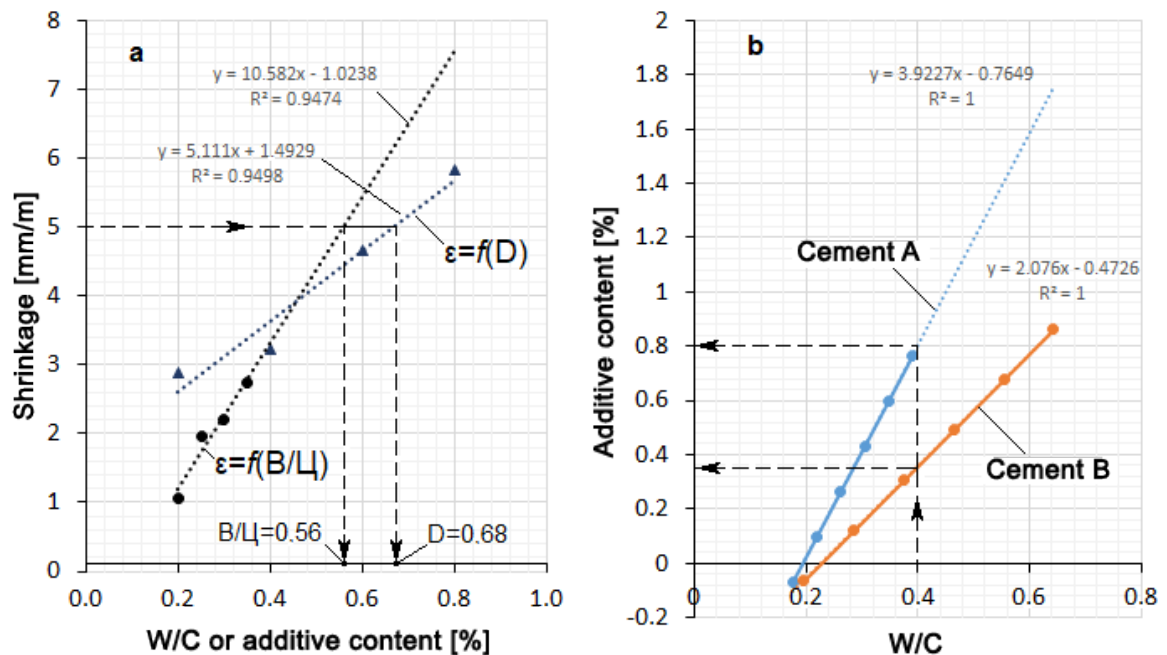 a
y = 10.582x - 1.0238
R² = 0.9474
y = 5.111x + 1.4929
R² = 0.9498
ε=f(D)
ε=f(В/Ц)
В/Ц=0.56
D=0.68
Shrinkage [mm/m]
8
7
6
5
4
3
2
1
0
0.0
0.2
0.4
0.6
0.8
1.0
W/C or additive content [%]
b
y = 3.9227x - 0.7649
R² = 1
Cement A
y = 2.076x - 0.4726
R² = 1
Cement B
Additive content [%]
2
1.8
1.6
1.4
1.2
1
0.8
0.6
0.4
0.2
0
-0.2
0
0.2
0.4
0.6
0.8
W/C